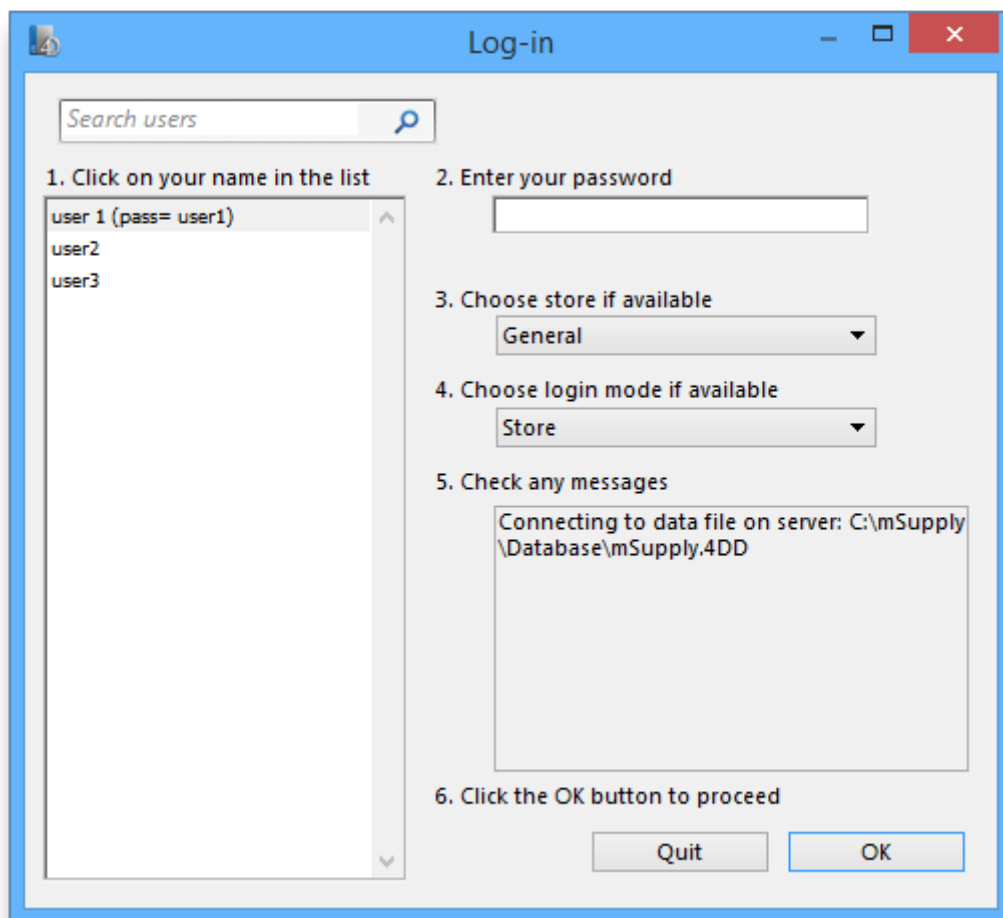 Log-in
Search users
1. Click on your name in the list
user 1 (pass= user1)
user2
user3
2. Enter your password
3. Choose store if available
General
4. Choose login mode if available
Store
5. Check any messages
Connecting to data file on server: C:\mSupply
\Database\mSupply.4DD
6. Click the OK button to proceed
Quit
OK